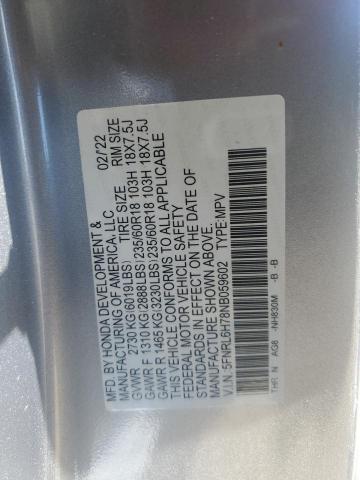 MFD. BY HONDA DEVELOPMENT & 02/'22
MANUFACTURING OF AMERICA, LLC
TIRE SIZE RIM SIZE
GVWR 2730 KG(6019LBS)
GAWR F 1310 KG(2888LBS)235/60R18 103H 18X7.5J
GAWR R 1465 KG(3230LBS)235/60R18 103H 18X7.5J
THIS VEHICLE CONFORMS TO ALL APPLICABLE
FEDERAL MOTOR VEHICLE SAFETY
STANDARDS IN EFFECT ON THE DATE OF
MANUFACTURE SHOWN ABOVE.
V.I.N. 5FNRL6H78NB059602 TYPE:MPV
THR N AG8 -NH830M -B -B